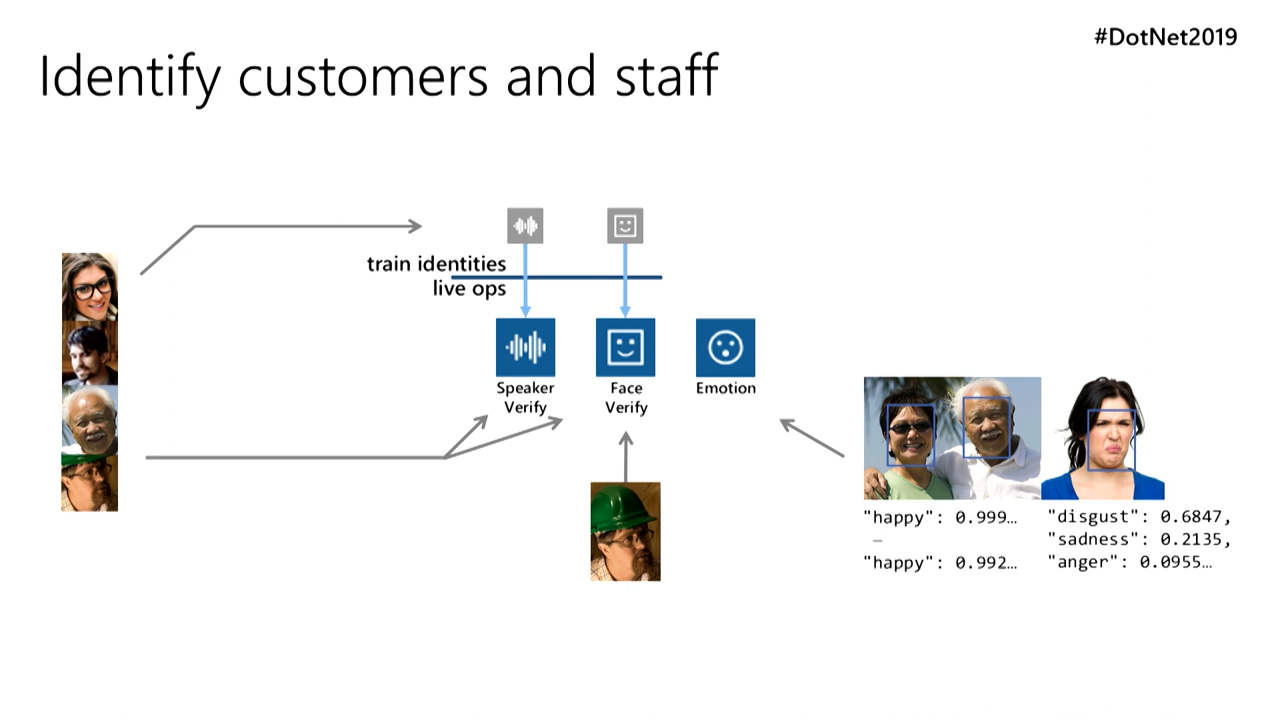 #DotNet2019
Identify customers and staff
train identities
live ops
Speaker
Verify
Face
Verify
Emotion
"happy": 0.999…
–
"happy": 0.992…
"disgust": 0.6847,
"sadness": 0.2135,
"anger": 0.0955…